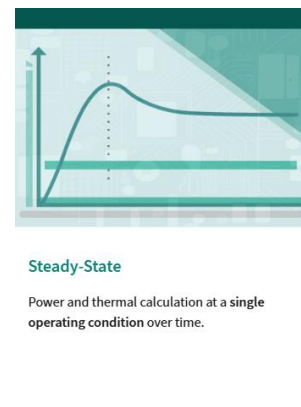 Steady-State
Power and thermal calculation at a single
operating condition over time.